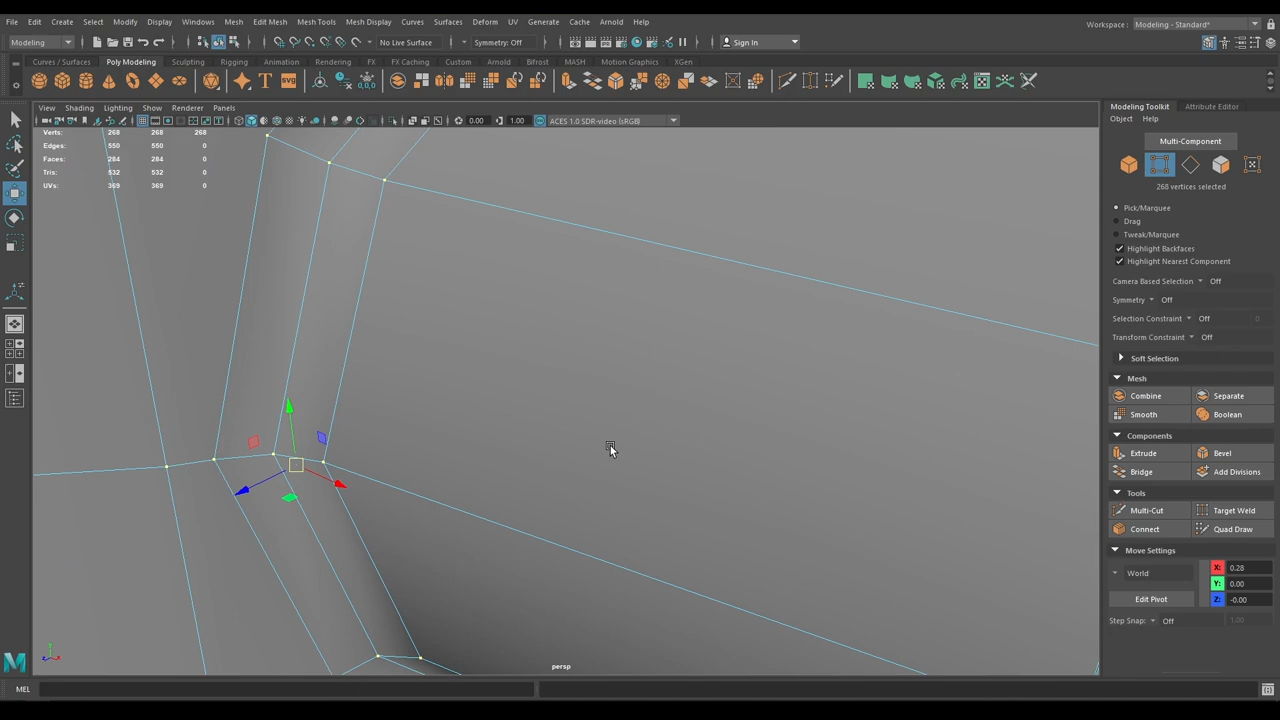 File Edit Create Select Modify Display Windows Mesh Edit Mesh Mesh Tools Mesh Display Curves Surfaces Deform UV Generate Cache Arnold Help
Workspace : Modeling - Standard*
Modeling No Live Surface Symmetry: Off Sign In
Curves / Surfaces Poly Modeling Sculpting Rigging Animation Rendering FX FX Caching Custom Arnold Bifrost MASH Motion Graphics XGen
View Shading Lighting Show Renderer Panels
0.00 1.00 ACES 1.0 SDR-video (sRGB)
Verts: 268 268 268
Edges: 550 550 0
Faces: 284 284 0
Tris: 532 532 0
UVs: 369 369 0
persp
Modeling Toolkit Attribute Editor
Object Help
Multi-Component
268 vertices selected
Pick/Marquee
Drag
Tweak/Marquee
Highlight Backfaces
Highlight Nearest Component
Camera Based Selection Off
Symmetry Off
Selection Constraint Off 0
Transform Constraint Off
Soft Selection
Mesh
Combine Separate
Smooth Boolean
Components
Extrude Bevel
Bridge Add Divisions
Tools
Multi-Cut Target Weld
Connect Quad Draw
Move Settings
World X: 0.28
Y: 0.00
Edit Pivot Z: -0.00
Step Snap: Off 1.00
MEL